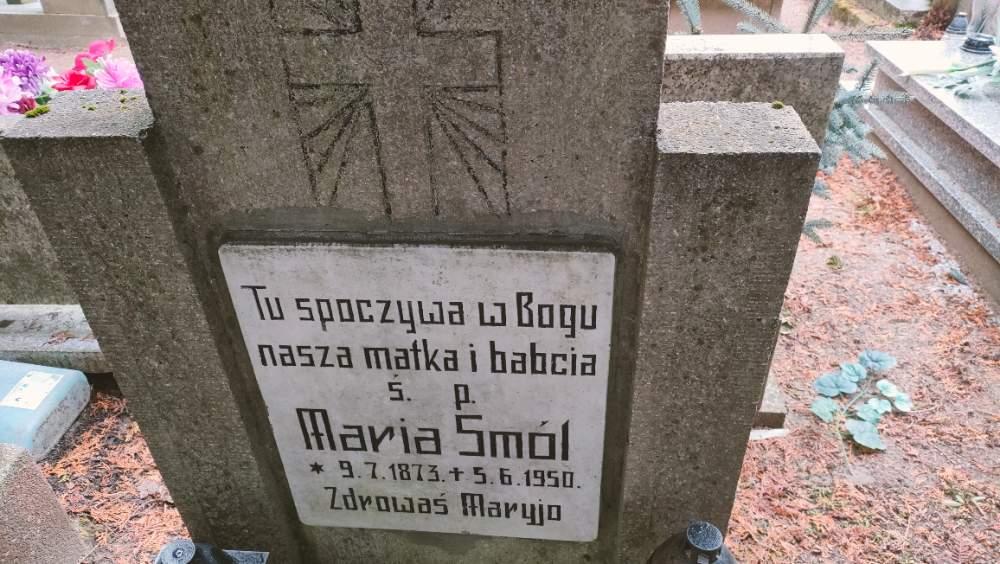 Tu spoczywa w Bogu
nasza matka i babcia
ś. p.
Maria Smól
* 9.7.1873. + 5.6.1950.
Zdrowaś Maryjo